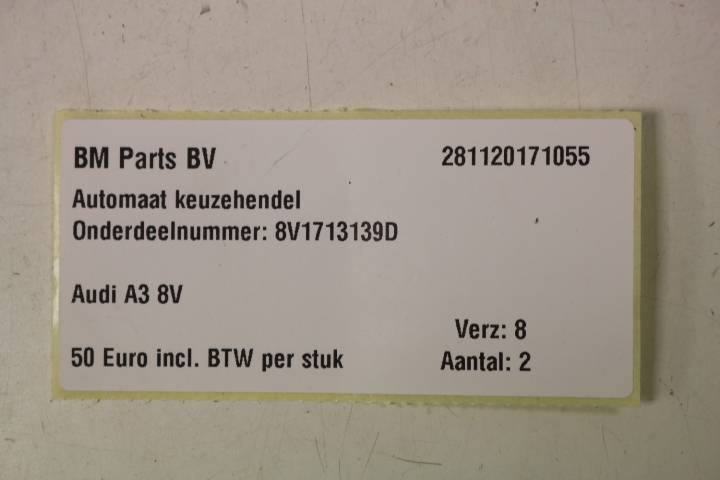 BM Parts BV 281120171055
Automaat keuzehendel
Onderdeelnummer: 8V1713139D
Audi A3 8V
Verz: 8
50 Euro incl. BTW per stuk Aantal: 2